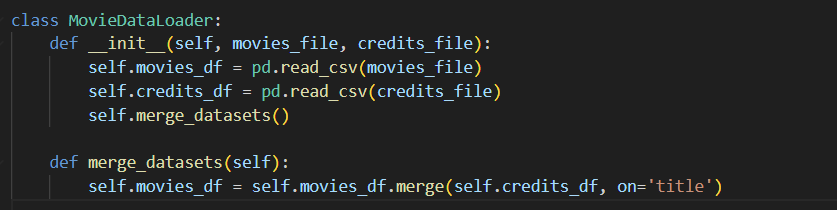 class MovieDataLoader:
    def __init__(self, movies_file, credits_file):
        self.movies_df = pd.read_csv(movies_file)
        self.credits_df = pd.read_csv(credits_file)
        self.merge_datasets()

    def merge_datasets(self):
        self.movies_df = self.movies_df.merge(self.credits_df, on='title')